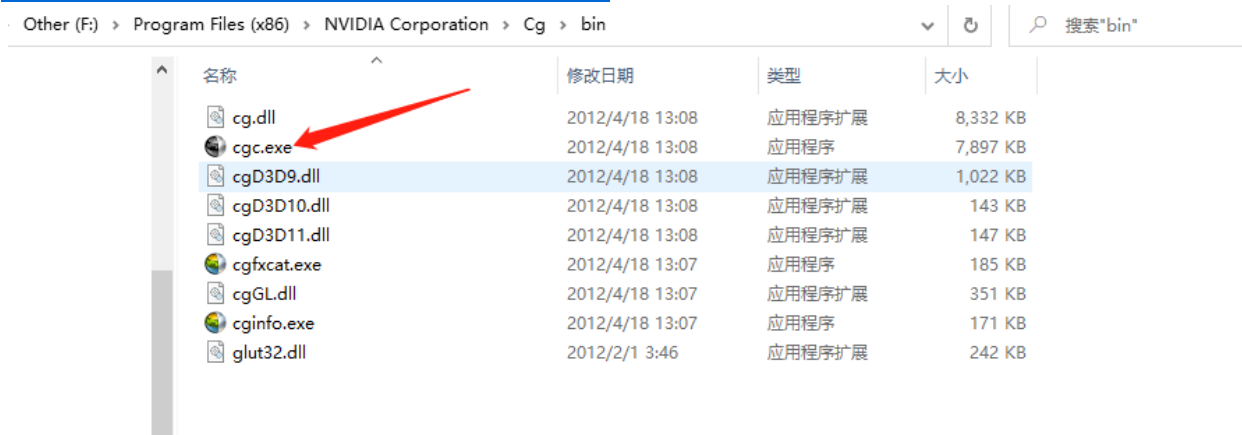 Other (F:) > Program Files (x86) > NVIDIA Corporation > Cg > bin 搜索"bin"
名称 修改日期 类型 大小
cg.dll 2012/4/18 13:08 应用程序扩展 8,332 KB
cgc.exe 2012/4/18 13:08 应用程序 7,897 KB
cgD3D9.dll 2012/4/18 13:08 应用程序扩展 1,022 KB
cgD3D10.dll 2012/4/18 13:08 应用程序扩展 143 KB
cgD3D11.dll 2012/4/18 13:08 应用程序扩展 147 KB
cgfxcat.exe 2012/4/18 13:07 应用程序 185 KB
cgGL.dll 2012/4/18 13:07 应用程序扩展 351 KB
cginfo.exe 2012/4/18 13:07 应用程序 171 KB
glut32.dll 2012/2/1 3:46 应用程序扩展 242 KB